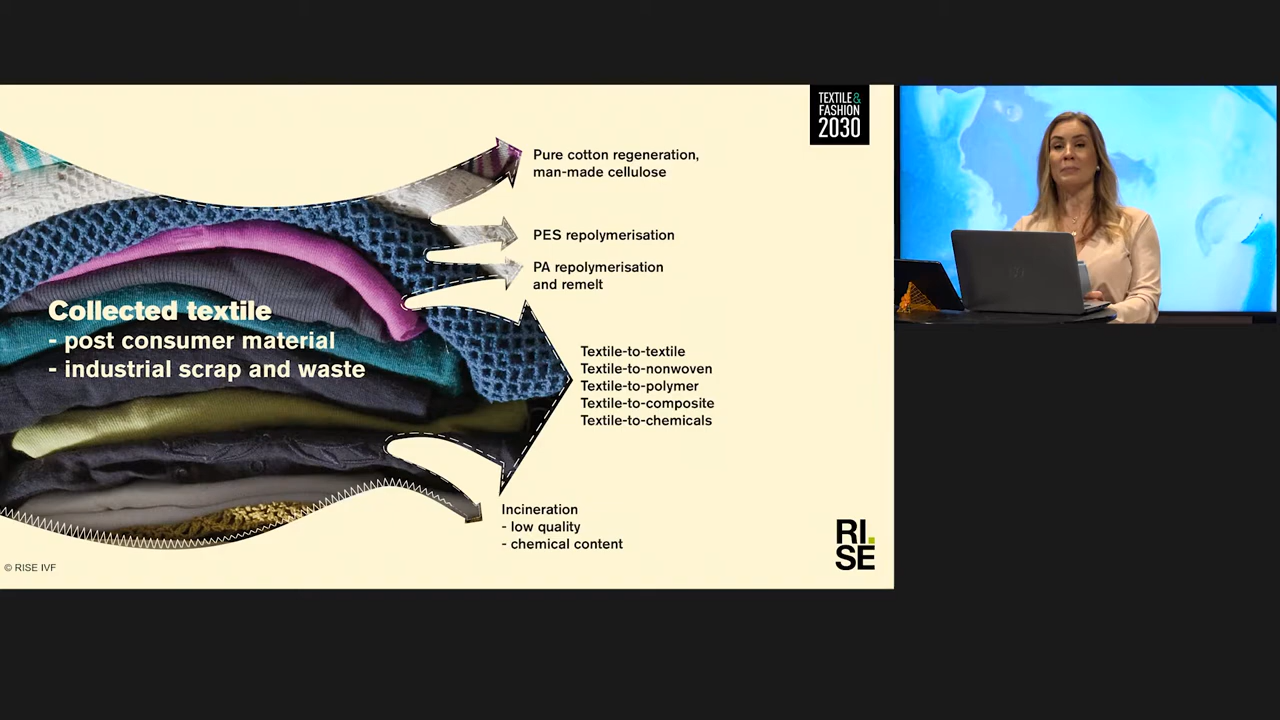 TEXTILE&
FASHION
2030
Pure cotton regeneration,
man-made cellulose
PES repolymerisation
PA repolymerisation
and remelt
Collected textile
- post consumer material
- industrial scrap and waste
Textile-to-textile
Textile-to-nonwoven
Textile-to-polymer
Textile-to-composite
Textile-to-chemicals
Incineration
- low quality
- chemical content
RI.
SE
© RISE IVF